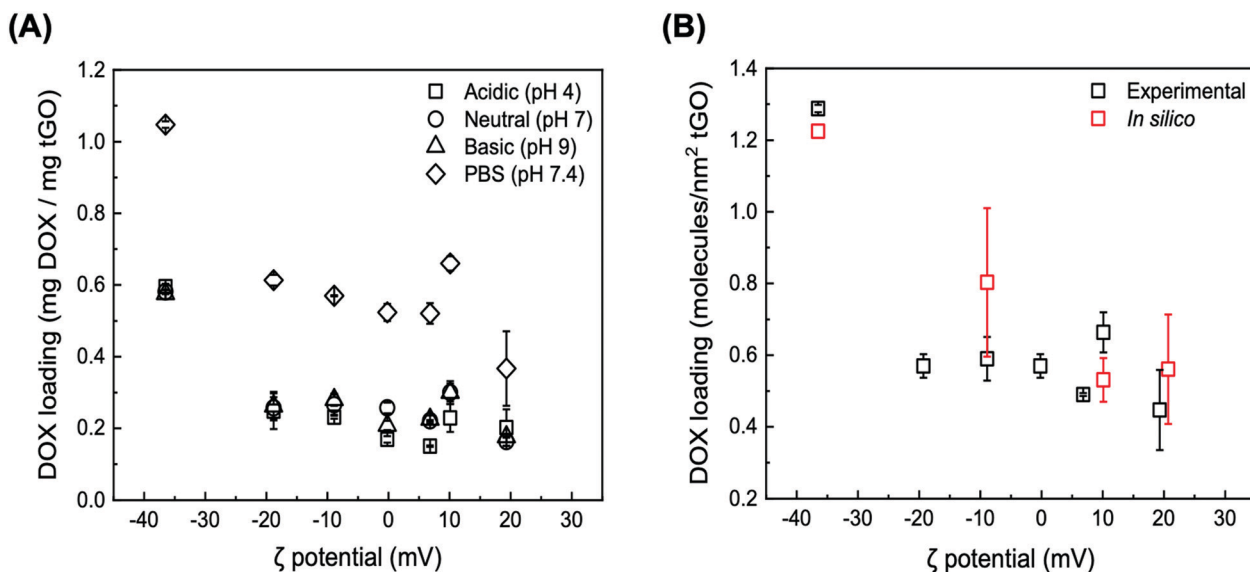 (A)
DOX loading (mg DOX / mg tGO)
1.2
1.0
0.8
0.6
0.4
0.2
0.0
Acidic (pH 4)
Neutral (pH 7)
Basic (pH 9)
PBS (pH 7.4)
-40 -30 -20 -10 0 10 20 30
ζ potential (mV)
(B)
DOX loading (molecules/nm² tGO)
1.4
1.2
1.0
0.8
0.6
0.4
0.2
Experimental
In silico
-40 -30 -20 -10 0 10 20 30
ζ potential (mV)